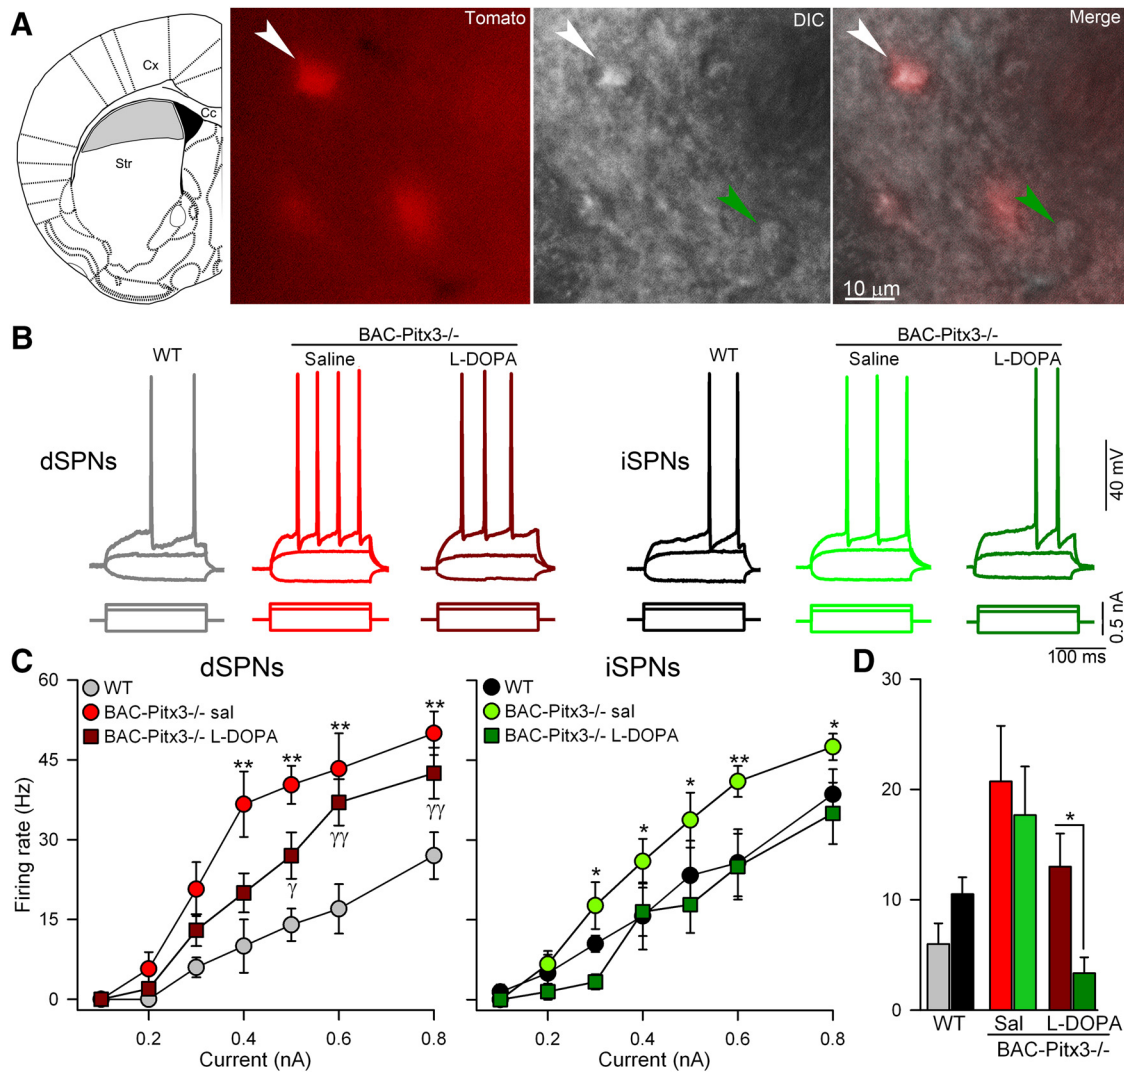 A
Cx
Cc
Str
Tomato
DIC
Merge
10 µm
B
BAC-Pitx3-/-
BAC-Pitx3-/-
WT
Saline
L-DOPA
WT
Saline
L-DOPA
dSPNs
iSPNs
40 mV
0.5 nA
100 ms
C
dSPNs
60
45
30
15
0
Firing rate (Hz)
WT
BAC-Pitx3-/- sal
BAC-Pitx3-/- L-DOPA
** ** ** **
γ γγ γγ
0.2 0.4 0.6 0.8
Current (nA)
iSPNs
WT
BAC-Pitx3-/- sal
BAC-Pitx3-/- L-DOPA
* * * ** *
0.2 0.4 0.6 0.8
Current (nA)
D
30
20
10
0
*
WT Sal L-DOPA
BAC-Pitx3-/-